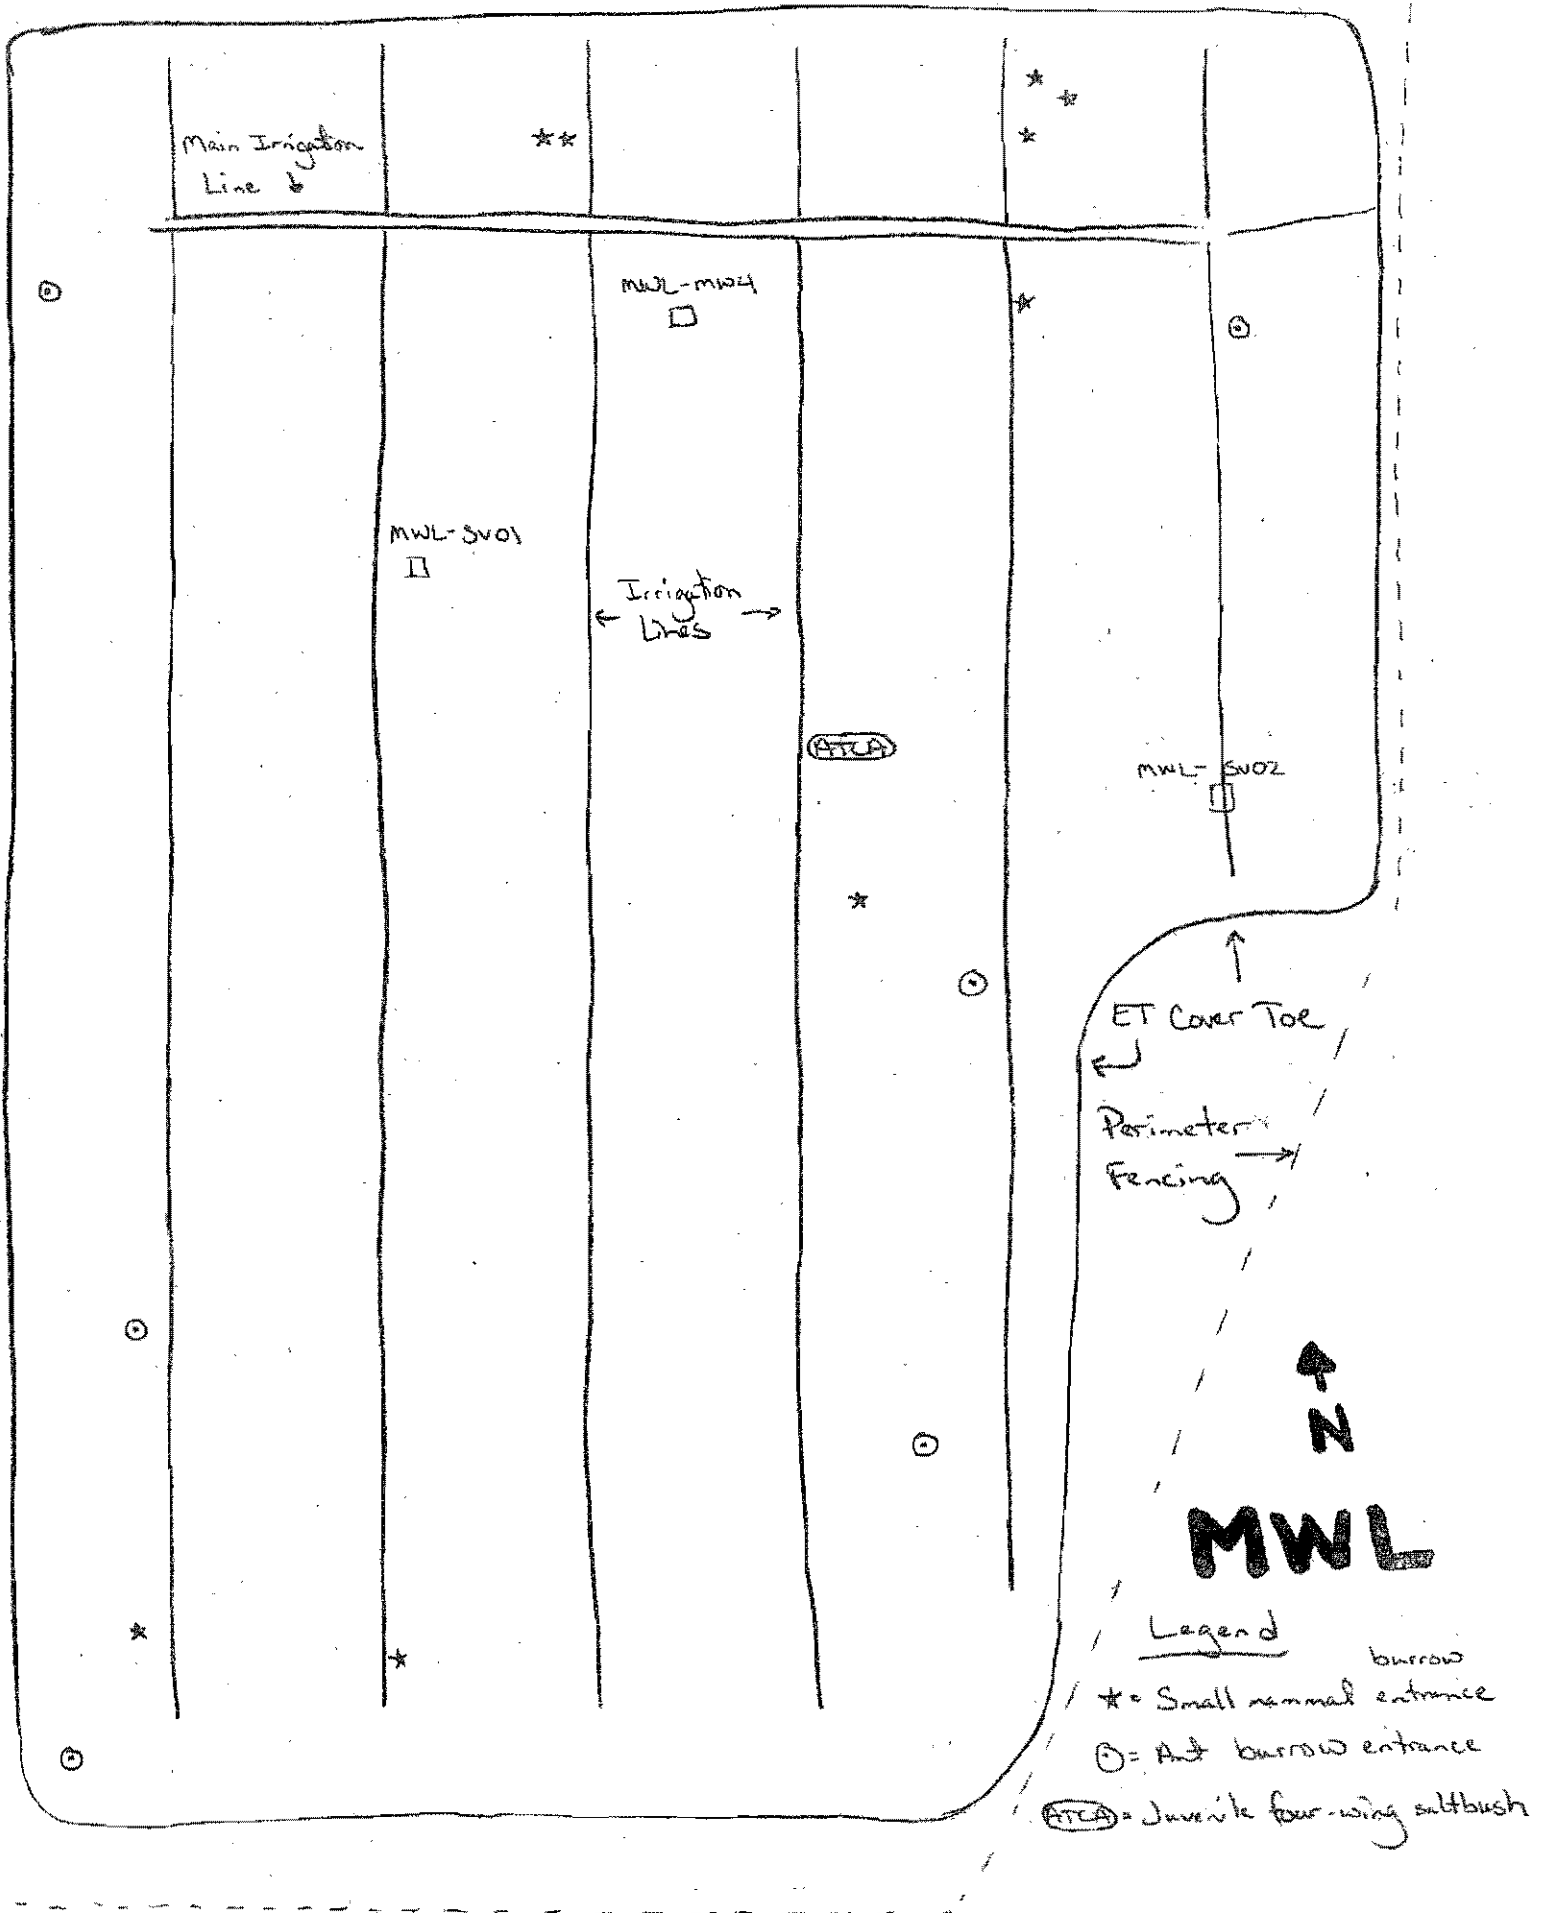 Main Irrigation
Line
MWL-MW4
MWL-SV01
Irrigation
Lines
ATCA
MWL-SV02
ET Cover Toe
Perimeter
Fencing
N
MWL
Legend
burrow
= Small mammal entrance
= Ant burrow entrance
ATCA = Juvenile four-wing saltbush